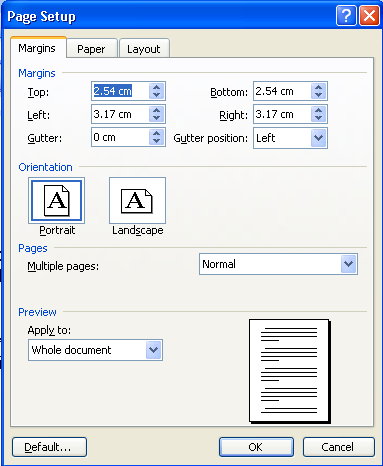 Page Setup
Margins Paper Layout
Margins
Top: 2.54 cm Bottom: 2.54 cm
Left: 3.17 cm Right: 3.17 cm
Gutter: 0 cm Gutter position: Left
Orientation
A A
Portrait Landscape
Pages
Multiple pages: Normal
Preview
Apply to:
Whole document
Default... OK Cancel